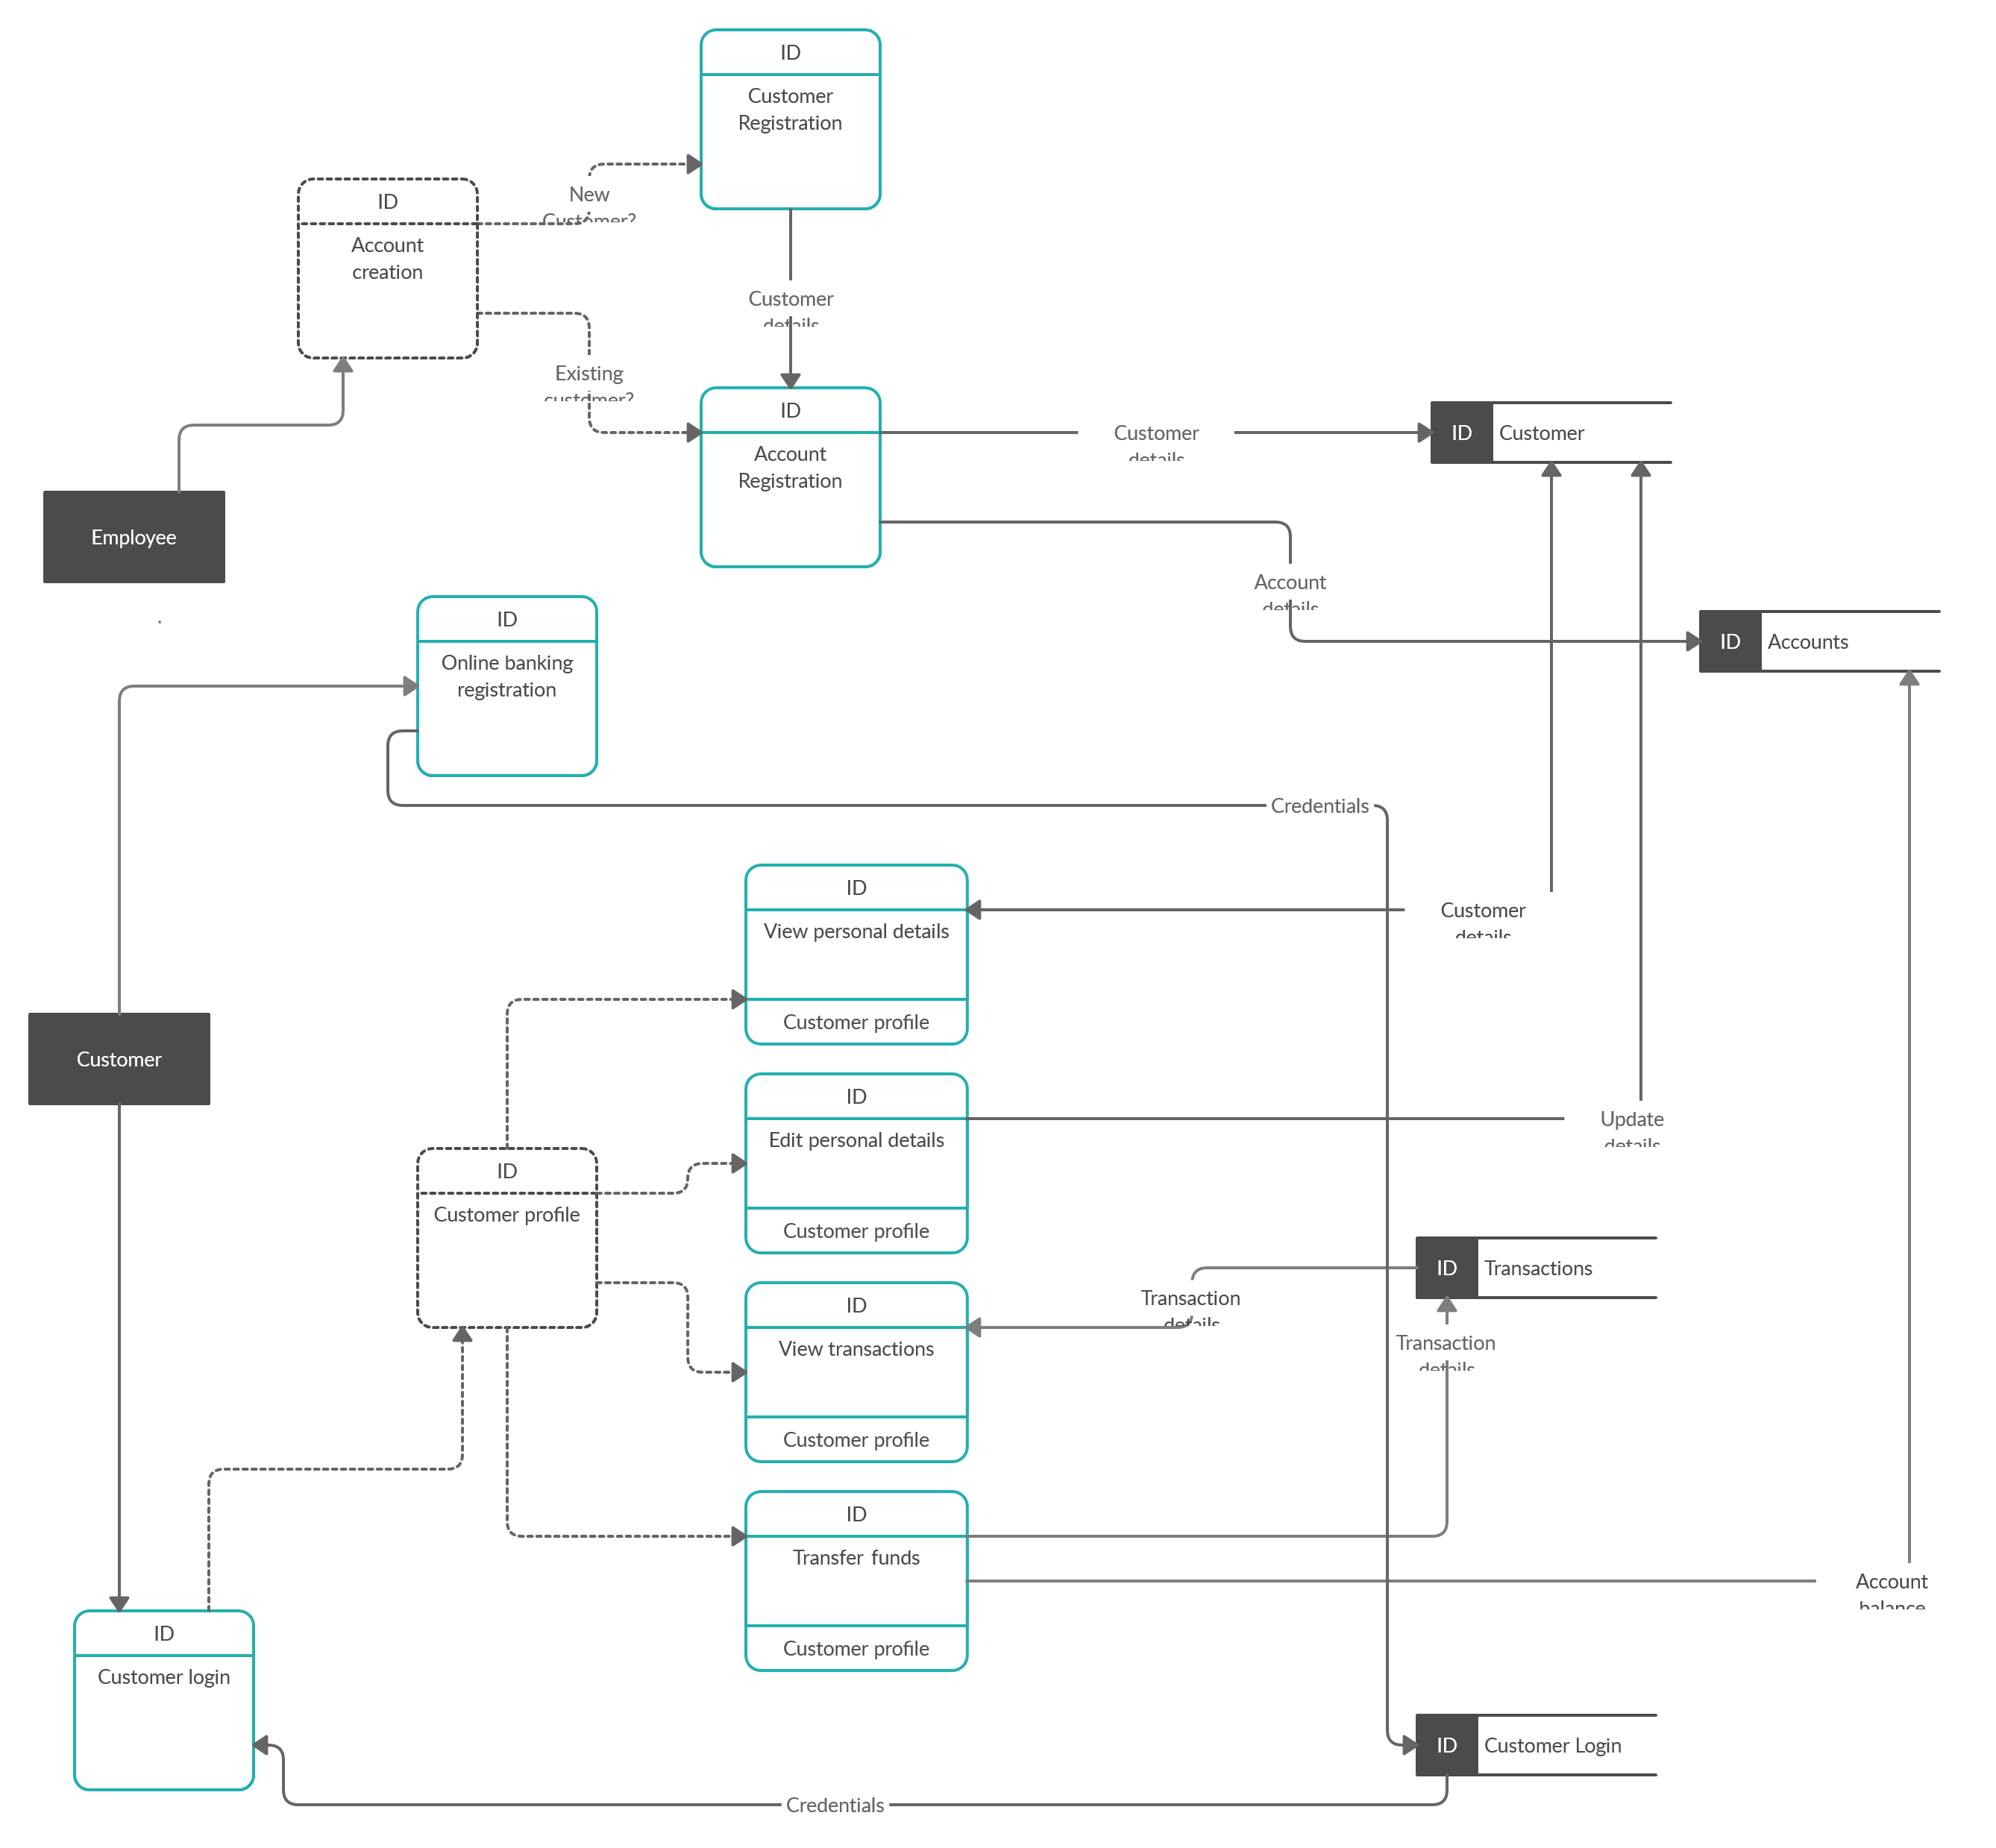 ID
Customer
Registration
ID
Account
creation
New
Customer?
Customer
details
Existing
customer?
ID
Account
Registration
Customer
details
ID
Customer
Employee
Account
details
ID
Accounts
ID
Online banking
registration
Credentials
ID
View personal details
Customer profile
Customer
details
Customer
ID
Edit personal details
Customer profile
Update
details
ID
Customer profile
ID
Transactions
Transaction
details
Transaction
details
ID
View transactions
Customer profile
ID
Transfer funds
Customer profile
Account
balance
ID
Customer login
ID
Customer Login
Credentials